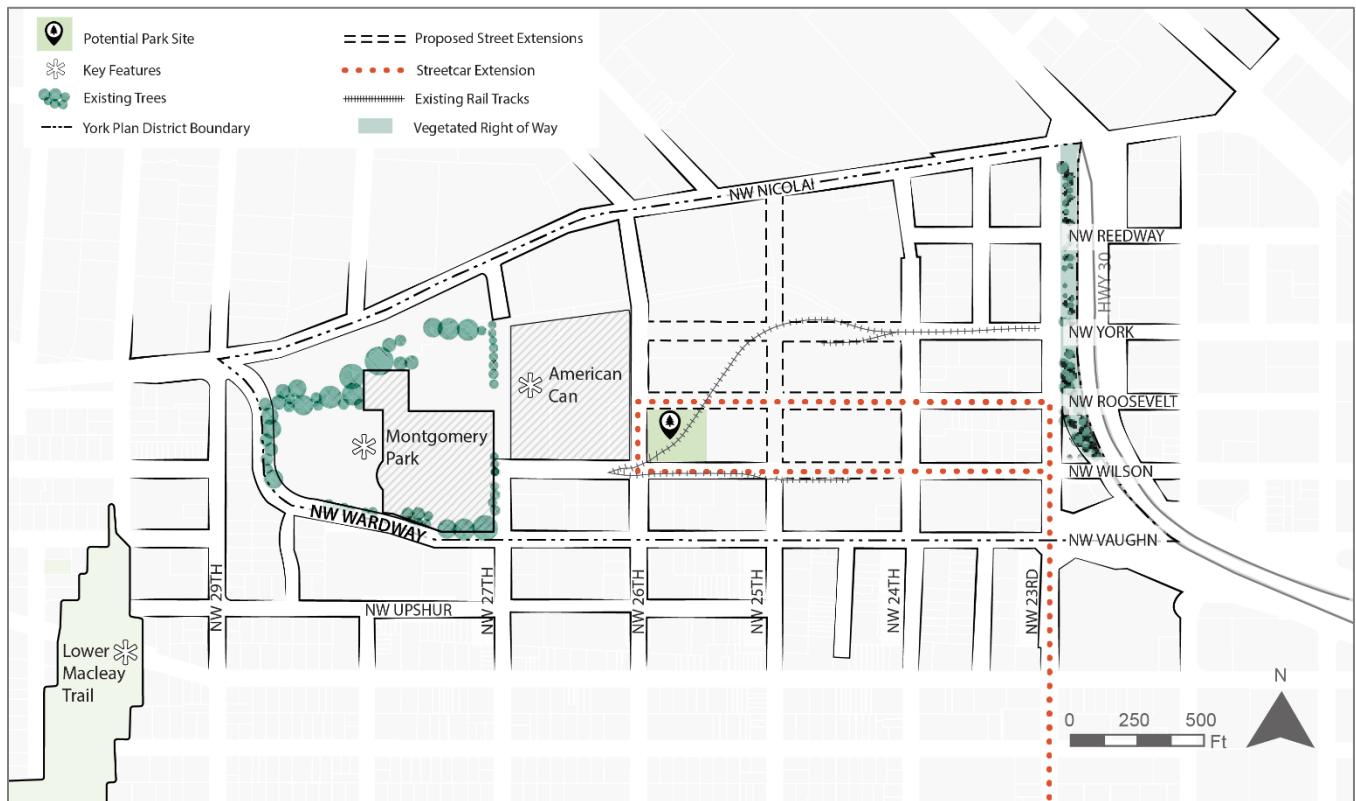 Potential Park Site
Key Features
Existing Trees
York Plan District Boundary
Proposed Street Extensions
Streetcar Extension
Existing Rail Tracks
Vegetated Right of Way
NW NICOLAI
NW REEDWAY
HWY 30
NW YORK
NW ROOSEVELT
NW WILSON
NW VAUGHN
American
Can
Montgomery
Park
NW WARDWAY
NW 29TH
NW UPSHUR
NW 27TH
NW 26TH
NW 25TH
NW 24TH
NW 23RD
Lower
Macleay
Trail
N
0 250 500
Ft